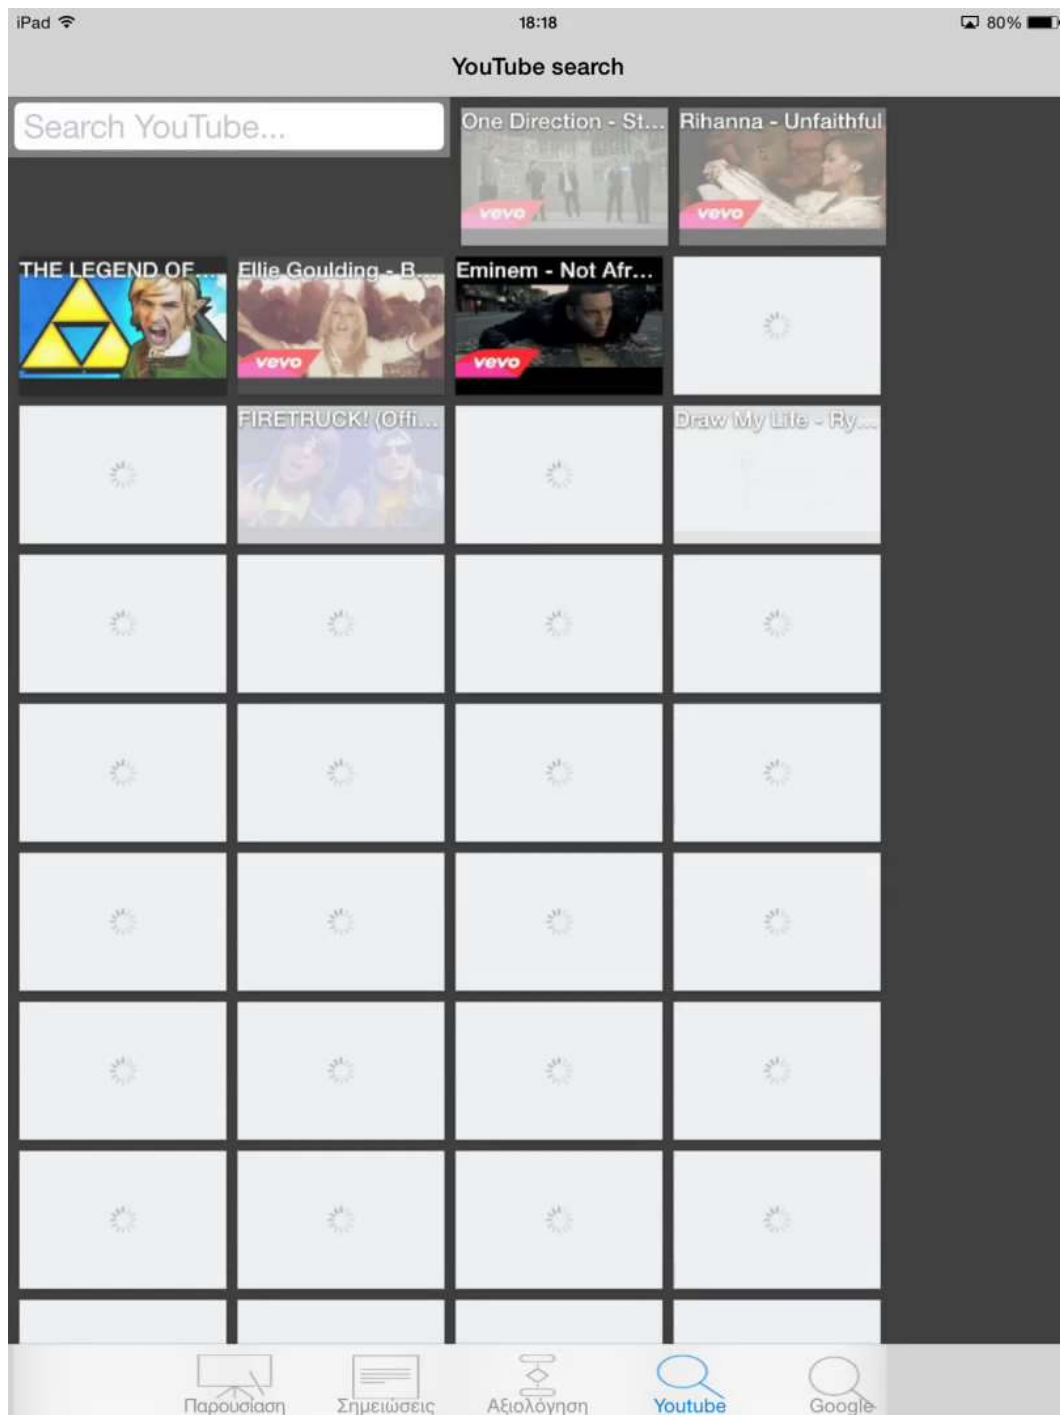 iPad 18:18 80%
YouTube search
Search YouTube...
One Direction - St...
Rihanna - Unfaithful
vevo
vevo
THE LEGEND OF...
Ellie Goulding - B...
Eminem - Not Afr...
vevo
vevo
FIRETRUCK! (Offi...
Draw My Life - Ry...
Παρουσίαση
Σημειώσεις
Αξιολόγηση
Youtube
Google